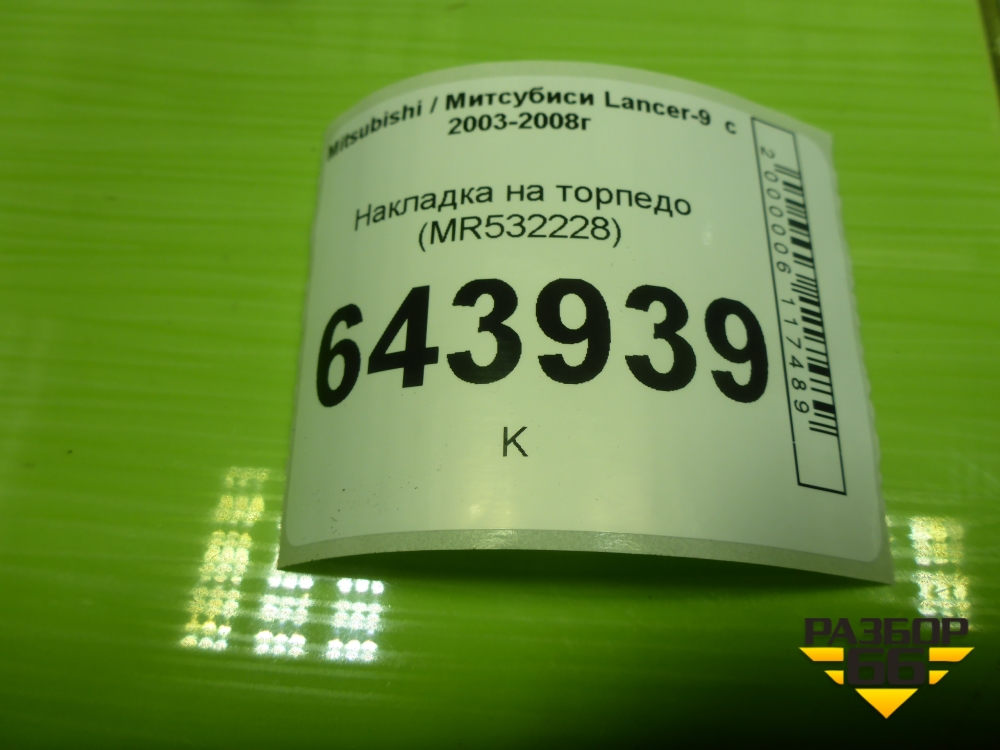 Mitsubishi / Митсубиси Lancer-9 с
2003-2008г
Накладка на торпедо
(MR532228)
643939
К
2000006117489
РАЗБОР
66